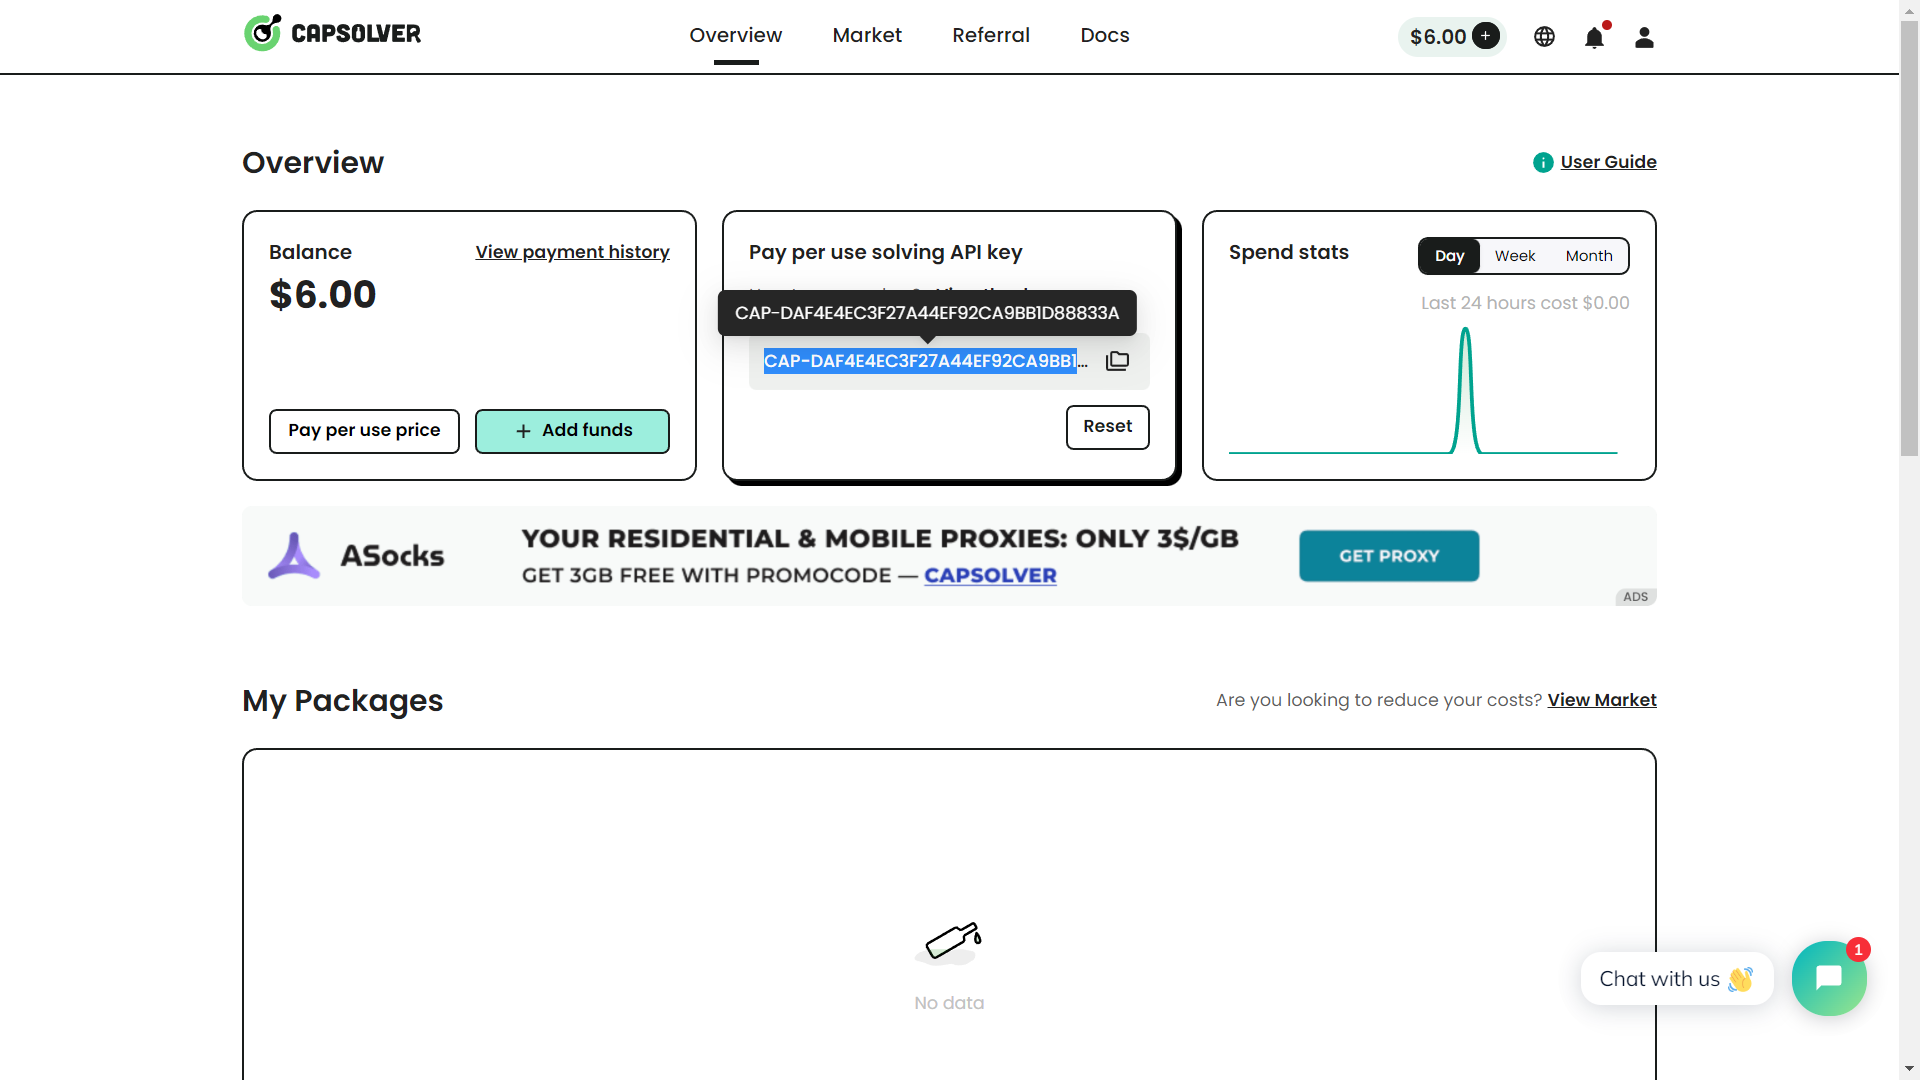 CAPSOLVER
Overview
Market
Referral
Docs
$6.00
Overview
User Guide
Balance
View payment history
$6.00
Pay per use price
Add funds
Pay per use solving API key
CAP-DAF4E4EC3F27A44EF92CA9BB1D88833A
CAP-DAF4E4EC3F27A44EF92CA9BB1...
Reset
Spend stats
Day
Week
Month
Last 24 hours cost $0.00
ASocks
YOUR RESIDENTIAL & MOBILE PROXIES: ONLY 3$/GB
GET 3GB FREE WITH PROMOCODE — CAPSOLVER
GET PROXY
ADS
My Packages
Are you looking to reduce your costs? View Market
No data
Chat with us
1